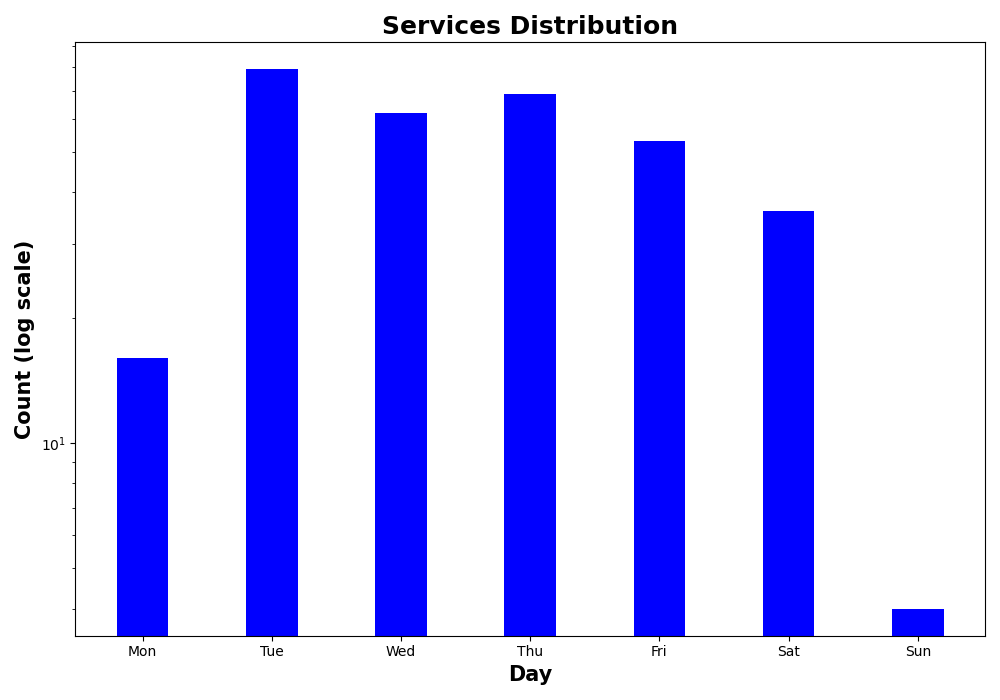 Services Distribution
Count (log scale)
10¹
Mon Tue Wed Thu Fri Sat Sun
Day